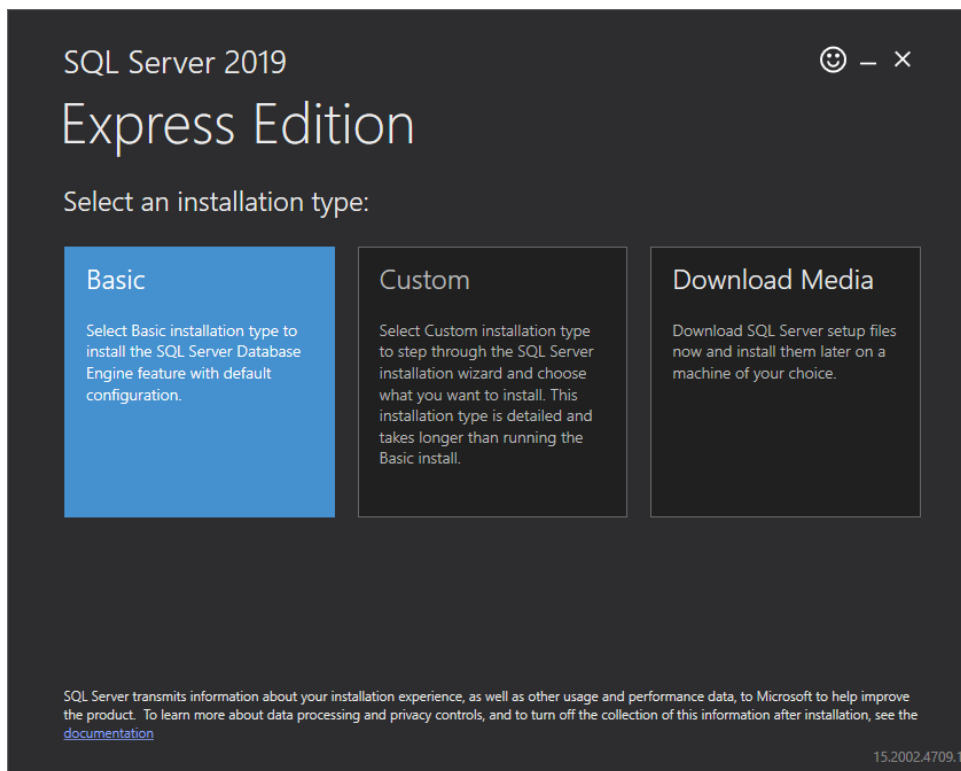 SQL Server 2019
Express Edition
Select an installation type:
Basic
Select Basic installation type to
install the SQL Server Database
Engine feature with default
configuration.
Custom
Select Custom installation type
to step through the SQL Server
installation wizard and choose
what you want to install. This
installation type is detailed and
takes longer than running the
Basic install.
Download Media
Download SQL Server setup files
now and install them later on a
machine of your choice.
SQL Server transmits information about your installation experience, as well as other usage and performance data, to Microsoft to help improve
the product.  To learn more about data processing and privacy controls, and to turn off the collection of this information after installation, see the
documentation
15.2002.4709.1